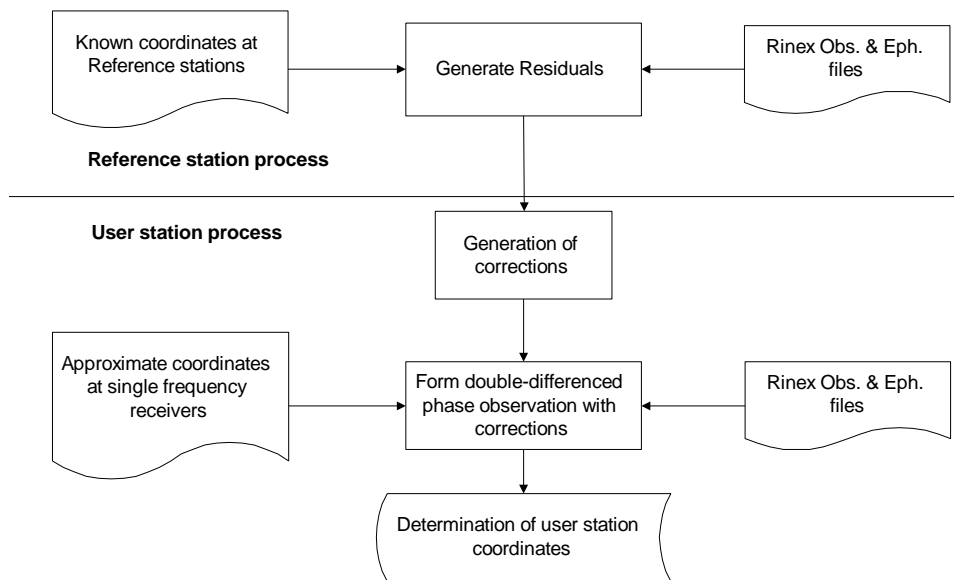 Known coordinates at
Reference stations
Generate Residuals
Rinex Obs. & Eph.
files
Reference station process
User station process
Generation of
corrections
Approximate coordinates
at single frequency
receivers
Form double-differenced
phase observation with
corrections
Rinex Obs. & Eph.
files
Determination of user station
coordinates